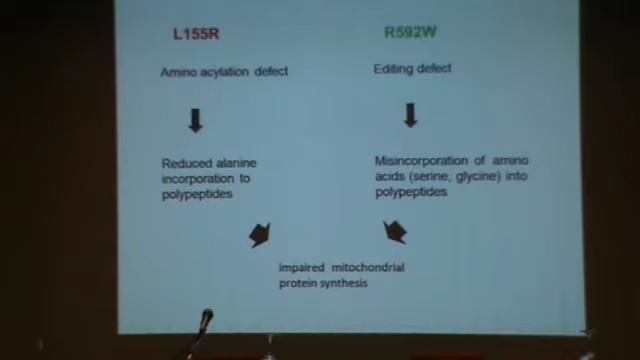 L155R
R592W
Amino acylation defect
Editing defect
Reduced alanine
incorporation to
polypeptides
Misincorporation of amino
acids (serine, glycine) into
polypeptides
impaired mitochondrial
protein synthesis